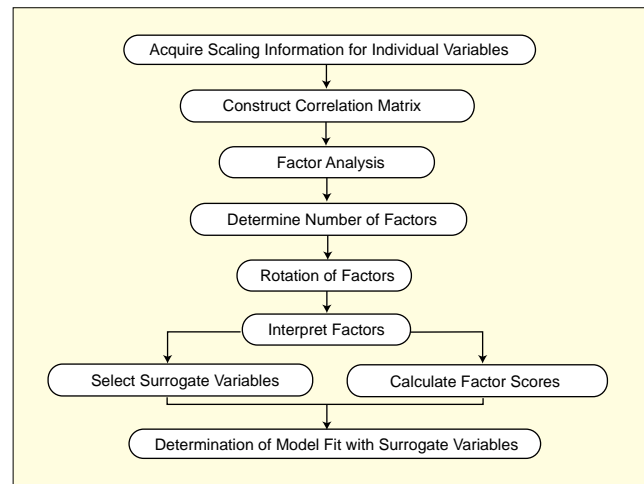 Acquire Scaling Information for Individual Variables
Construct Correlation Matrix
Factor Analysis
Determine Number of Factors
Rotation of Factors
Interpret Factors
Select Surrogate Variables
Calculate Factor Scores
Determination of Model Fit with Surrogate Variables